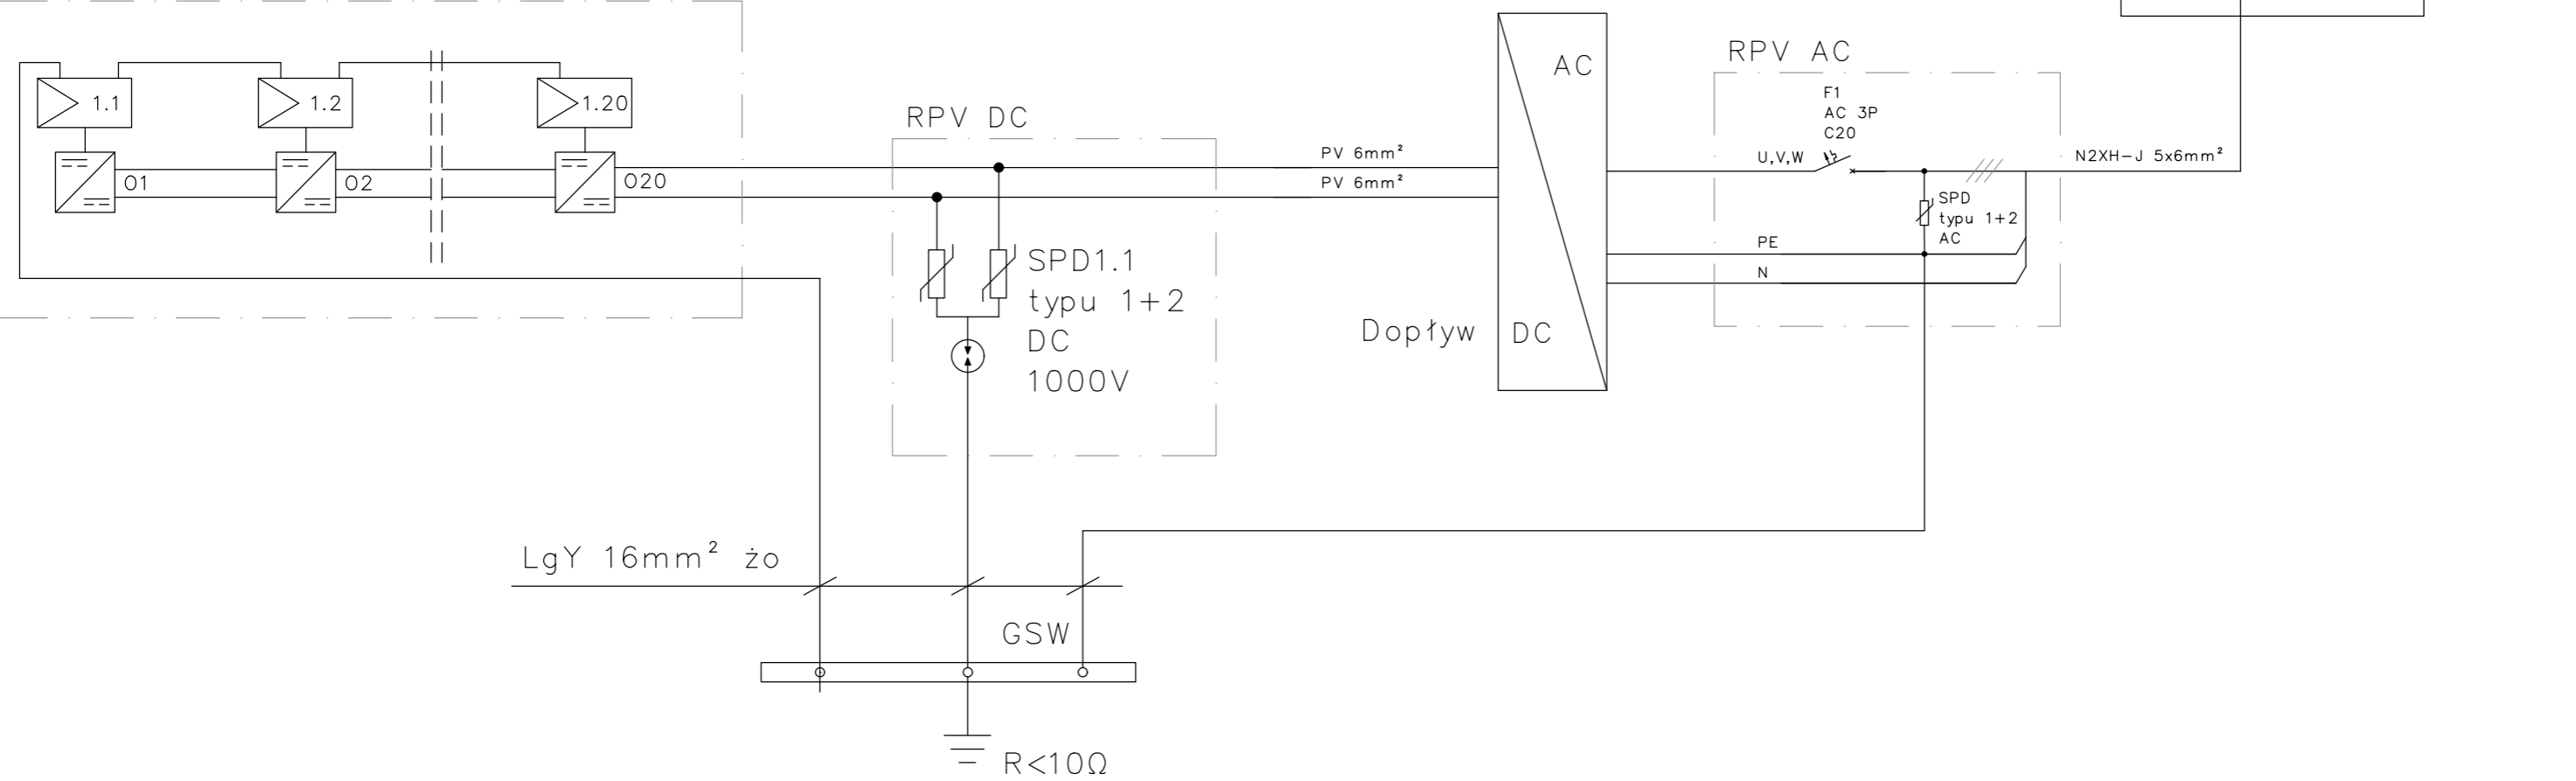 1.1
1.2
1.20
O1
O2
O20
RPV DC
SPD1.1
typu 1+2
DC
1000V
PV 6mm²
PV 6mm²
AC
Dopływ
DC
RPV AC
F1
AC 3P
C20
U,V,W
N2XH-J 5x6mm²
SPD
typu 1+2
AC
PE
N
LgY 16mm² żo
GSW
R<10Ω